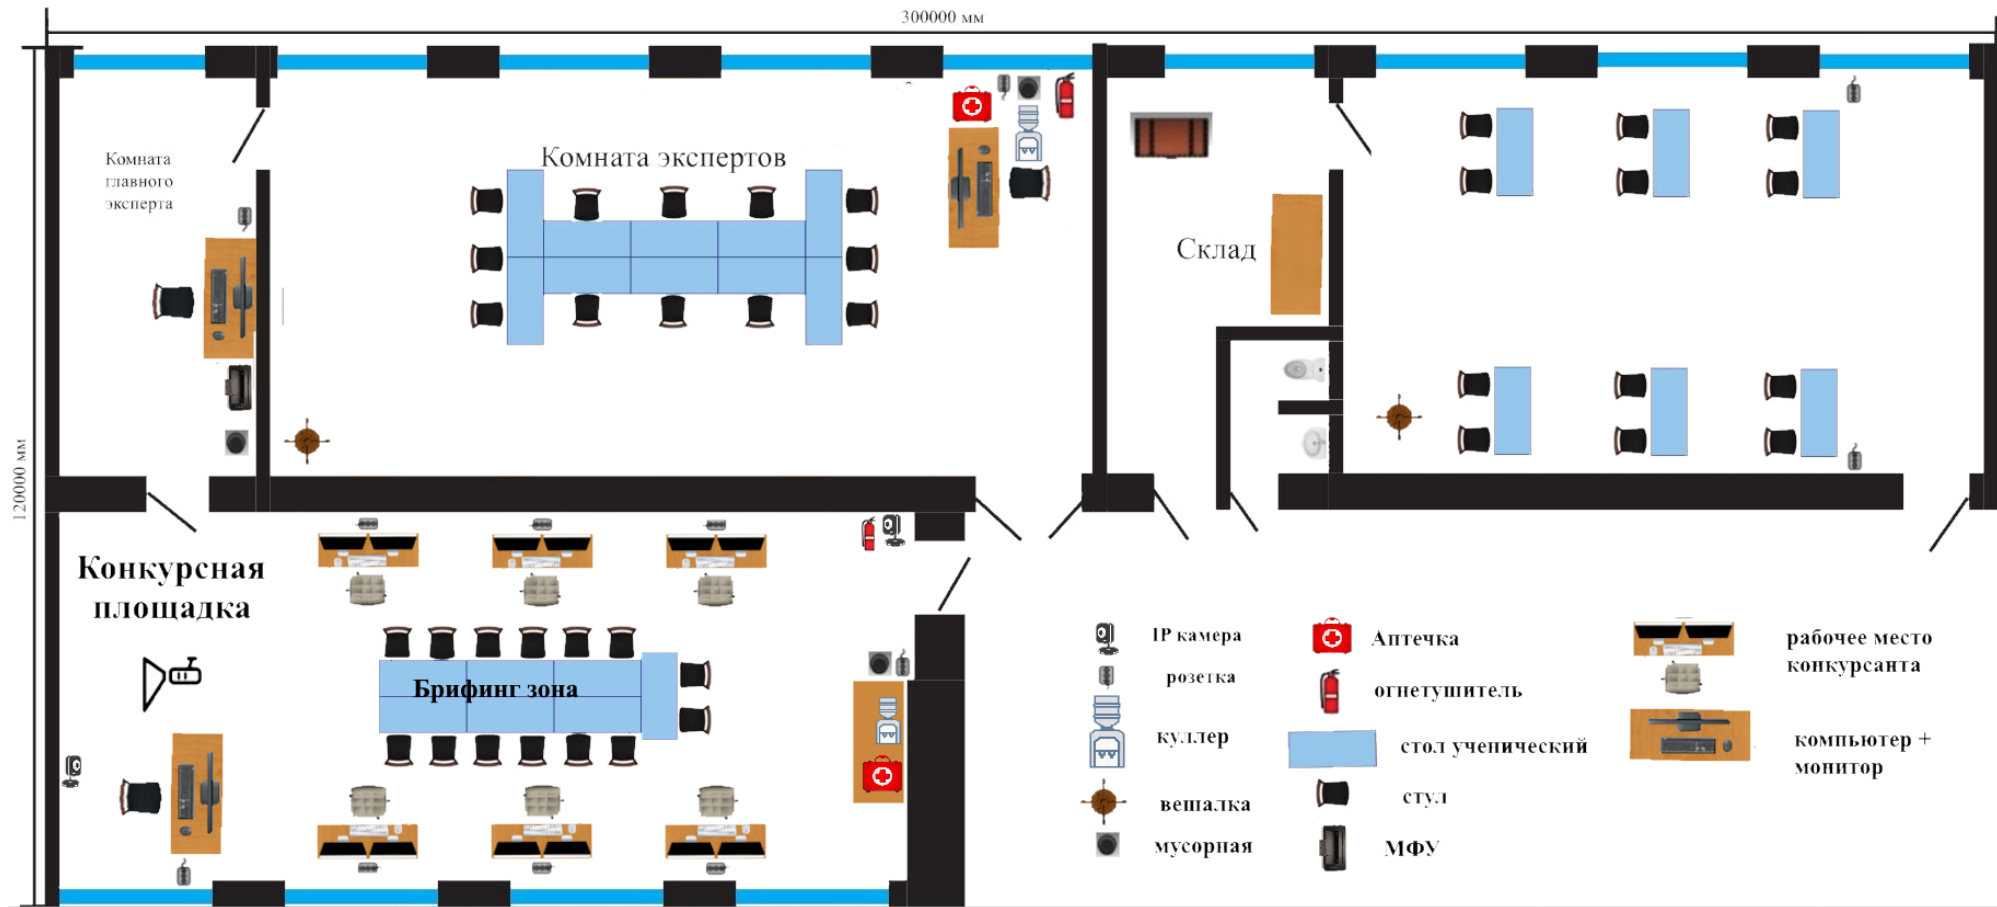 300000 мм
120000 мм
Комната
главного
эксперта
Комната экспертов
Склад
Конкурсная
площадка
Брифинг зона
IP камера
розетка
куллер
вешалка
мусорная
Аптечка
огнетушитель
стол ученический
стул
МФУ
рабочее место
конкурсанта
компьютер +
монитор